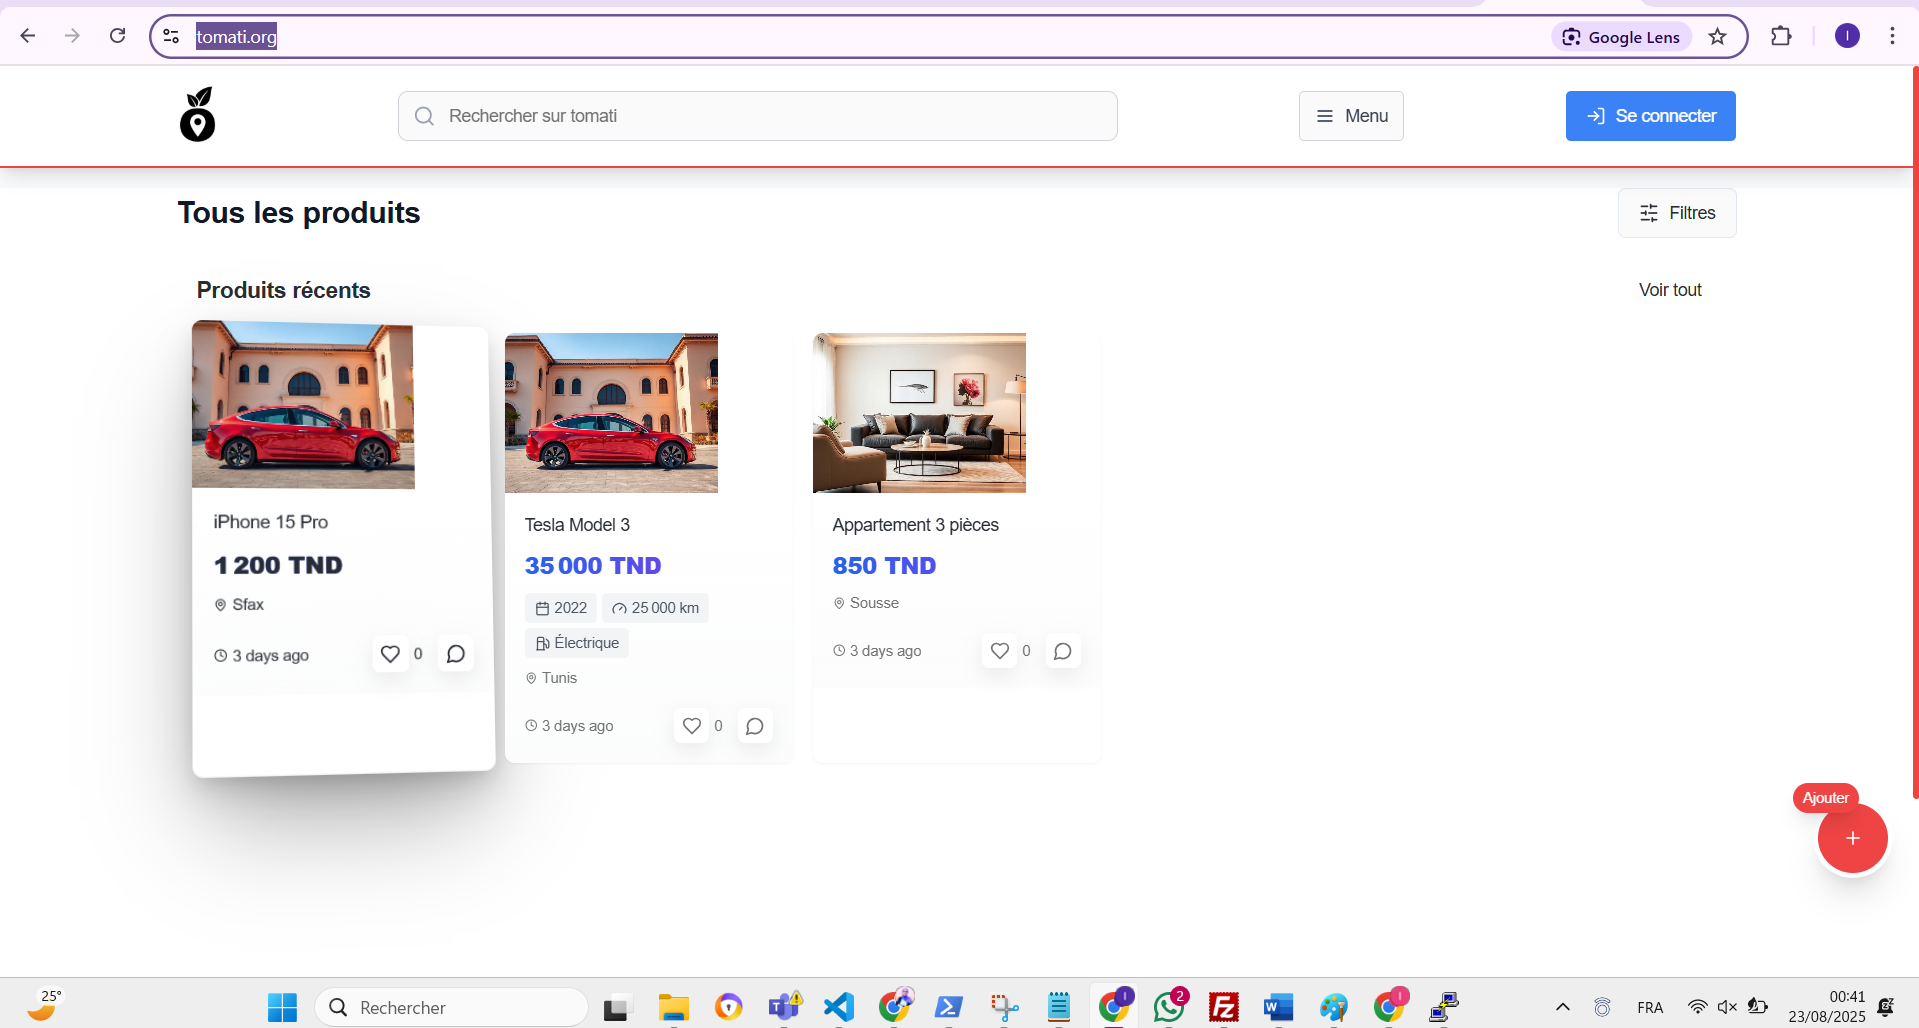 tomati.org
Google Lens
I
Rechercher sur tomati
Menu
Se connecter
Tous les produits
Filtres
Produits récents
Voir tout
iPhone 15 Pro
1 200 TND
Sfax
3 days ago
0
Tesla Model 3
35 000 TND
2022
25 000 km
Électrique
Tunis
3 days ago
0
Appartement 3 pièces
850 TND
Sousse
3 days ago
0
Ajouter
25°
Rechercher
I
2
I
FRA
00:41
23/08/2025